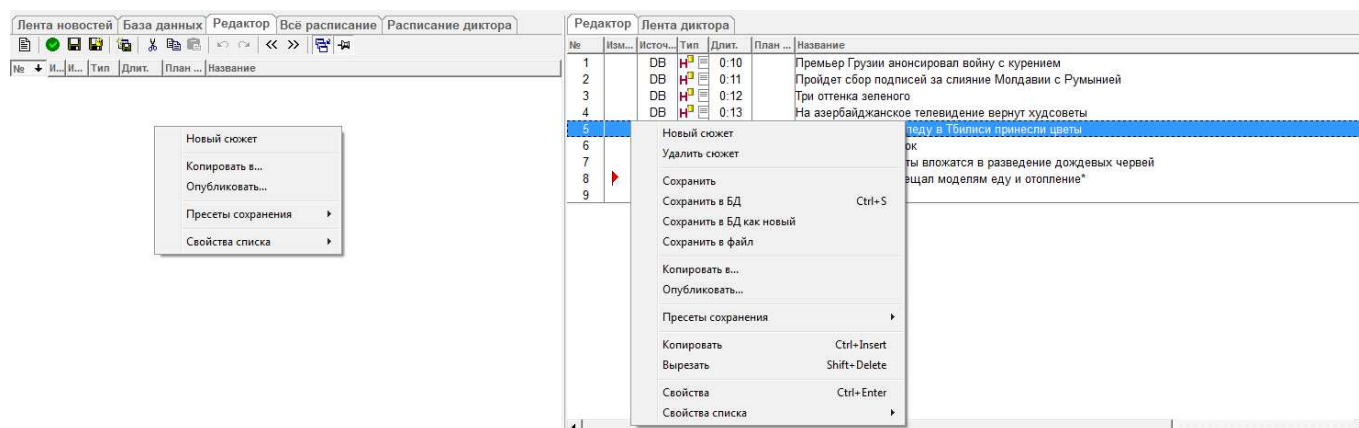 Лента новостей База данных Редактор Всё расписание Расписание диктора
№ И... И... Тип Длит. План ... Название
Новый сюжет
Копировать в...
Опубликовать...
Пресеты сохранения
Свойства списка
Редактор Лента диктора
№ Изм... Источ... Тип Длит. План ... Название
1 DB H 0:10 Премьер Грузии анонсировал войну с курением
2 DB H 0:11 Пройдет сбор подписей за слияние Молдавии с Румынией
3 DB H 0:12 Три оттенка зеленого
4 DB H 0:13 На азербайджанское телевидение вернут худсоветы
5 педу в Тбилиси принесли цветы
6 ок
7 ты вложатся в разведение дождевых червей
8 ещал моделям еду и отопление*
9
Новый сюжет
Удалить сюжет
Сохранить
Сохранить в БД Ctrl+S
Сохранить в БД как новый
Сохранить в файл
Копировать в...
Опубликовать...
Пресеты сохранения
Копировать Ctrl+Insert
Вырезать Shift+Delete
Свойства Ctrl+Enter
Свойства списка